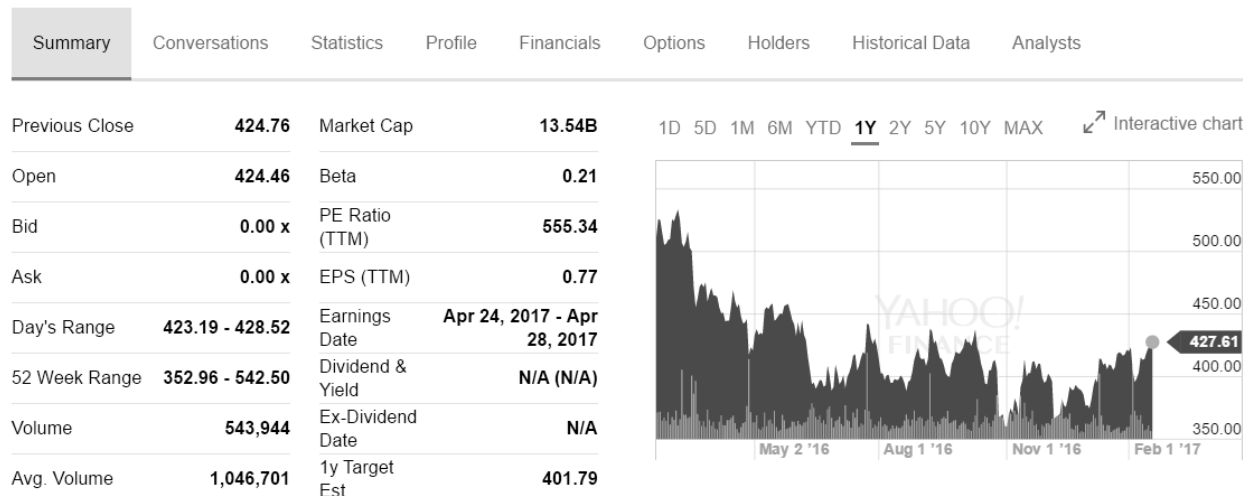 Summary Conversations Statistics Profile Financials Options Holders Historical Data Analysts
Previous Close 424.76
Open 424.46
Bid 0.00 x
Ask 0.00 x
Day's Range 423.19 - 428.52
52 Week Range 352.96 - 542.50
Volume 543,944
Avg. Volume 1,046,701
Market Cap 13.54B
Beta 0.21
PE Ratio
(TTM) 555.34
EPS (TTM) 0.77
Earnings
Date
Apr 24, 2017 - Apr
28, 2017
Dividend &
Yield
N/A (N/A)
Ex-Dividend
Date
N/A
1y Target
Est
401.79
1D 5D 1M 6M YTD 1Y 2Y 5Y 10Y MAX Interactive chart
550.00
500.00
450.00
YAHOO!
FINANCE
427.61
400.00
350.00
May 2 '16 Aug 1 '16 Nov 1 '16 Feb 1 '17